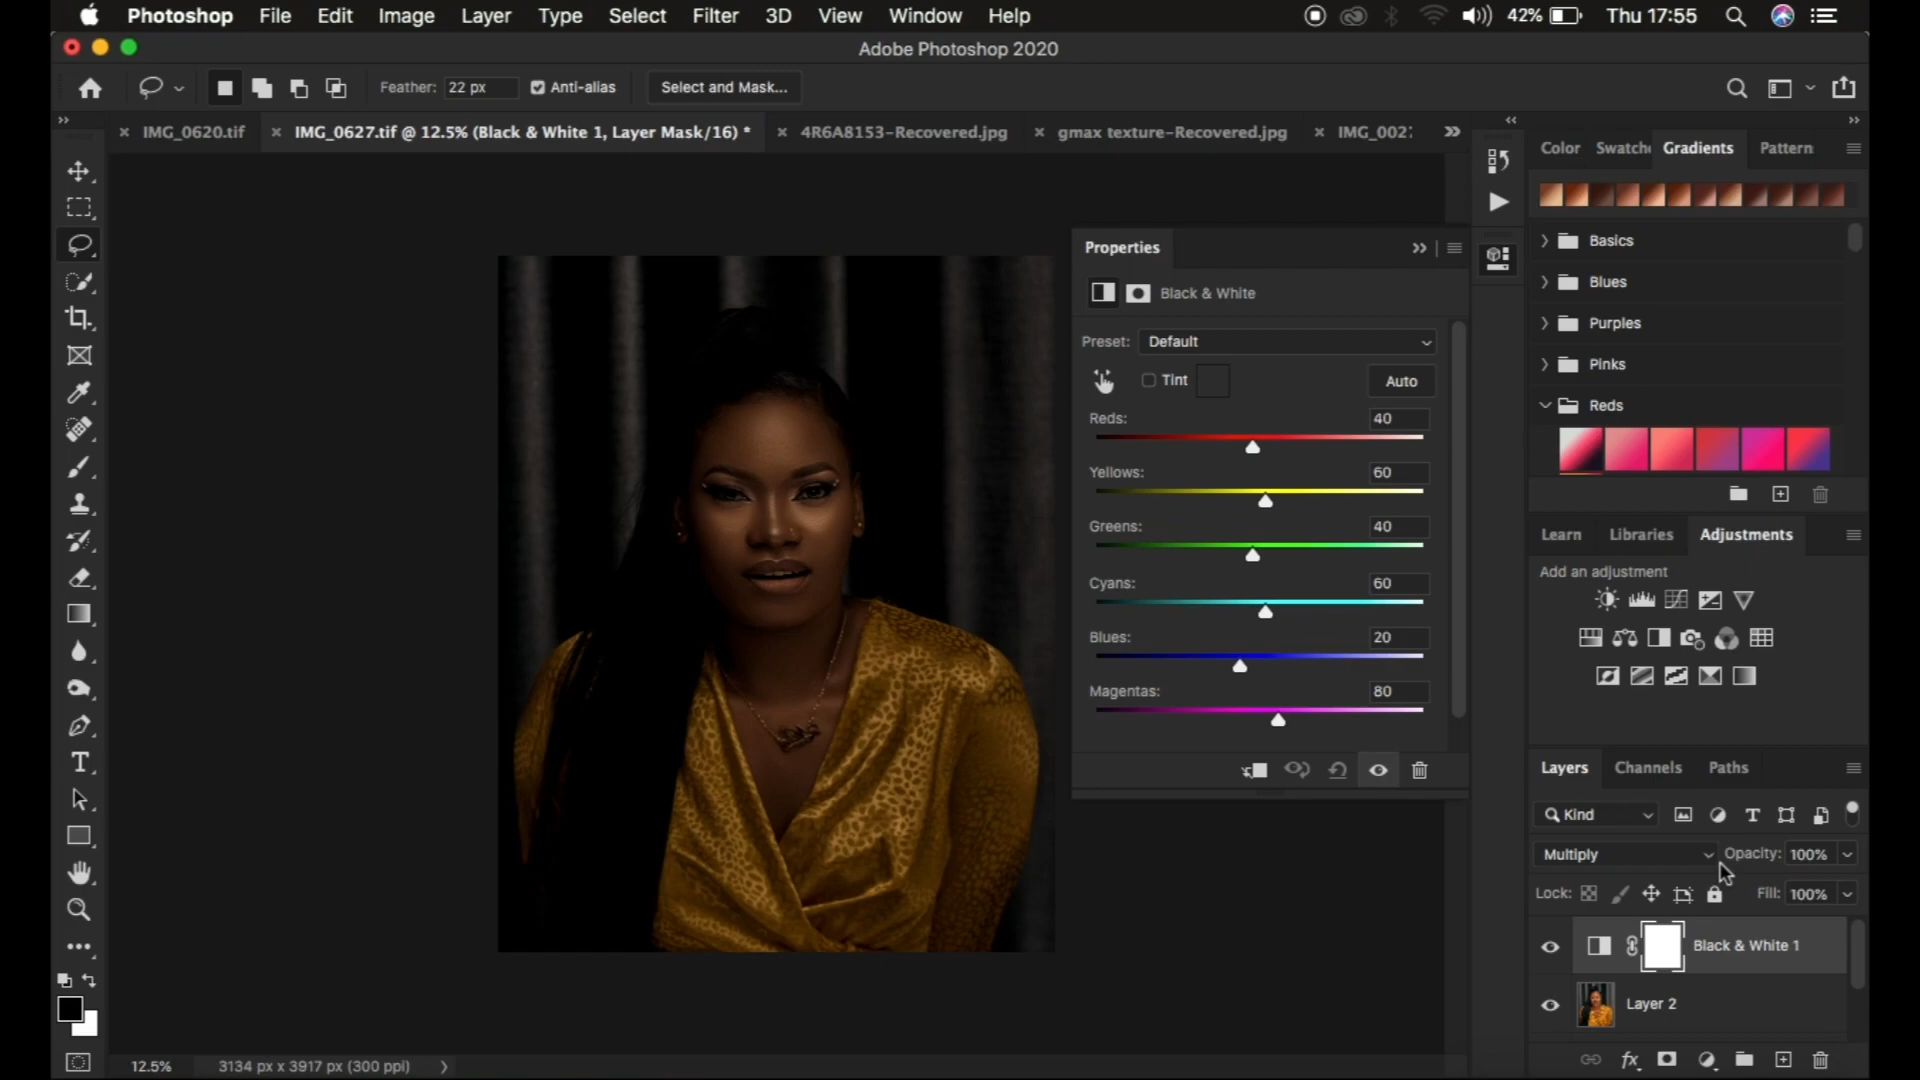 Photoshop File Edit Image Layer Type Select Filter 3D View Window Help 42% Thu 17:55
Adobe Photoshop 2020
Feather: 22 px Anti-alias Select and Mask...
IMG_0620.tif IMG_0627.tif @ 12.5% (Black & White 1, Layer Mask/16) * 4R6A8153-Recovered.jpg gmax texture-Recovered.jpg IMG_002
Color Swatch Gradients Pattern
Properties
Basics
Black & White
Blues
Preset: Default
Purples
Tint Auto
Pinks
Reds: 40
Reds
Yellows: 60
Greens: 40
Learn Libraries Adjustments
Add an adjustment
Cyans: 60
Blues: 20
Magentas: 80
Layers Channels Paths
Kind
Multiply Opacity: 100%
Lock: Fill: 100%
Black & White 1
Layer 2
12.5% 3134 px x 3917 px (300 ppi)